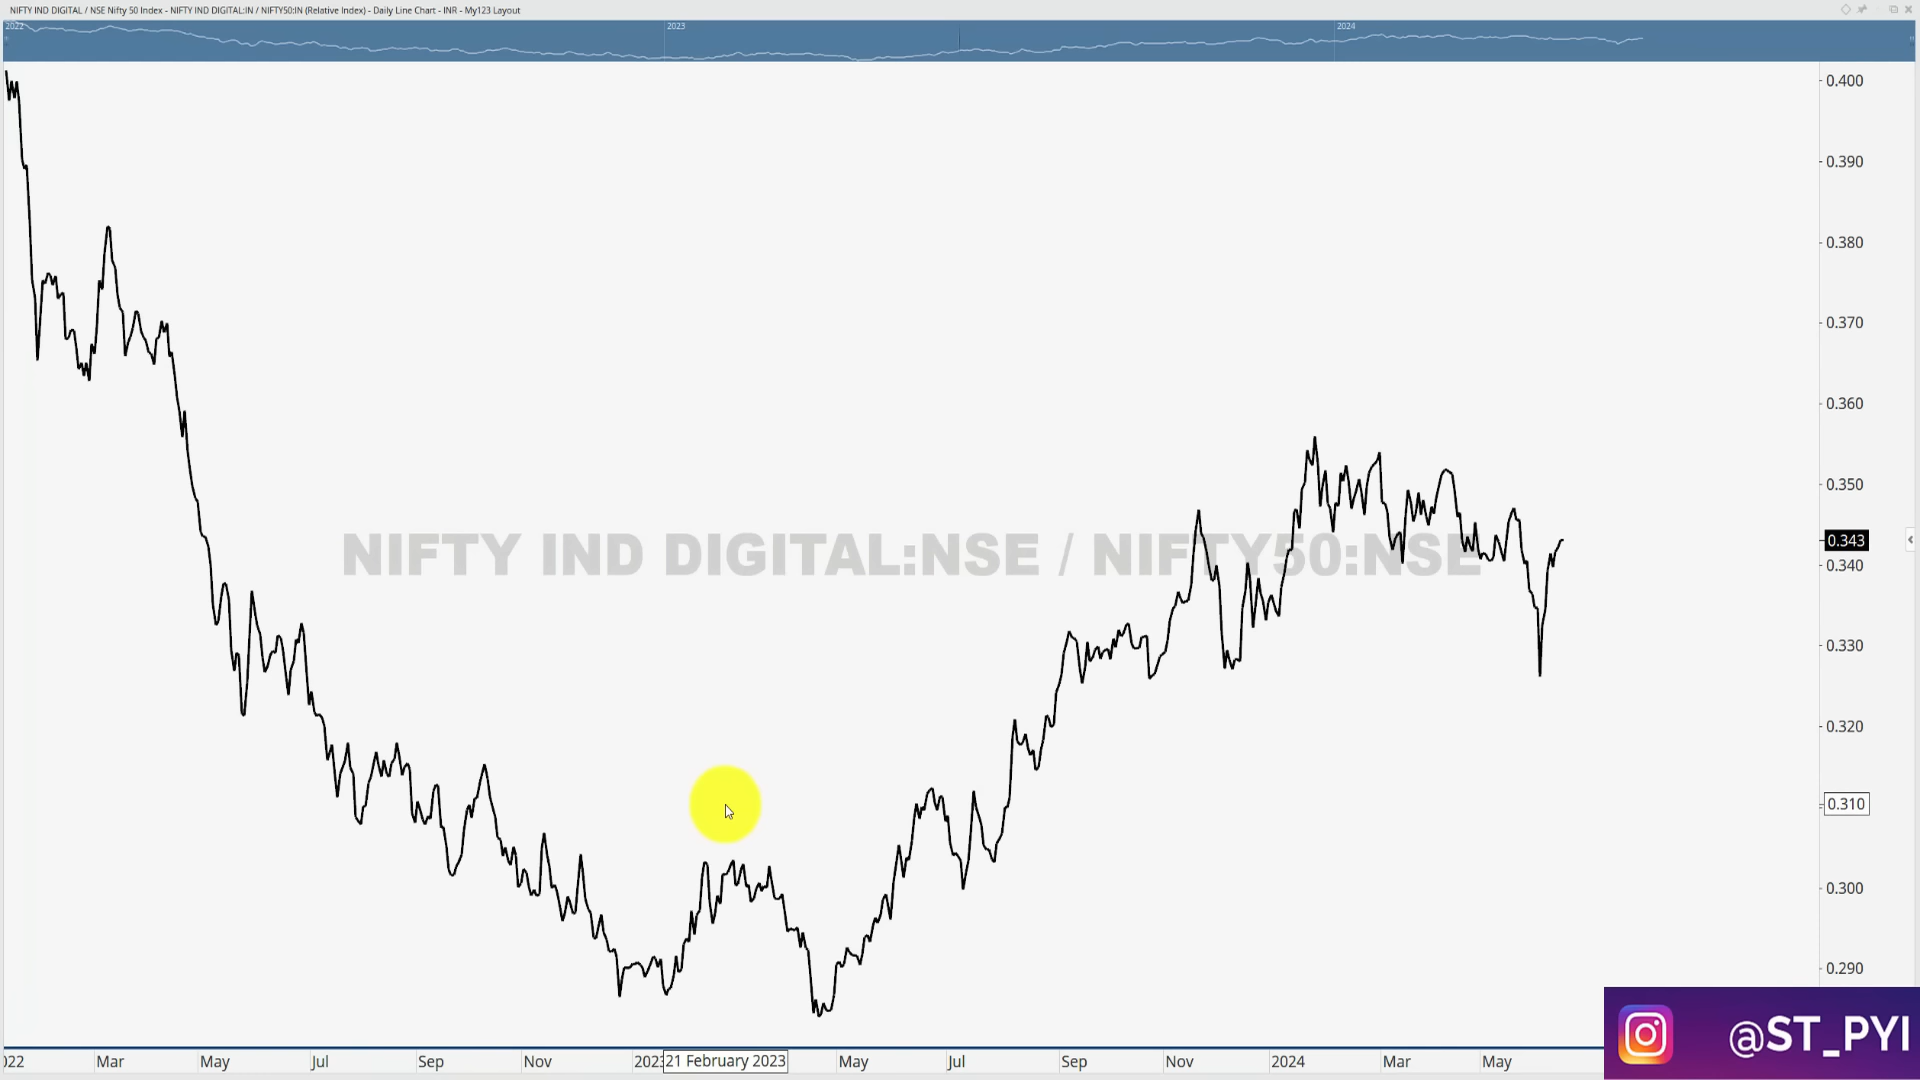 NIFTY IND DIGITAL / NSE Nifty 50 Index - NIFTY IND DIGITAL:IN / NIFTY50:IN (Relative Index) - Daily Line Chart - INR - My123 Layout
2022 2023 2024
0.400
0.390
0.380
0.370
0.360
0.350
NIFTY IND DIGITAL:NSE / NIFTY50:NSE
0.343
0.340
0.330
0.320
0.310
0.300
0.290
@ST_PYI
022 Mar May Jul Sep Nov 2023 21 February 2023 May Jul Sep Nov 2024 Mar May